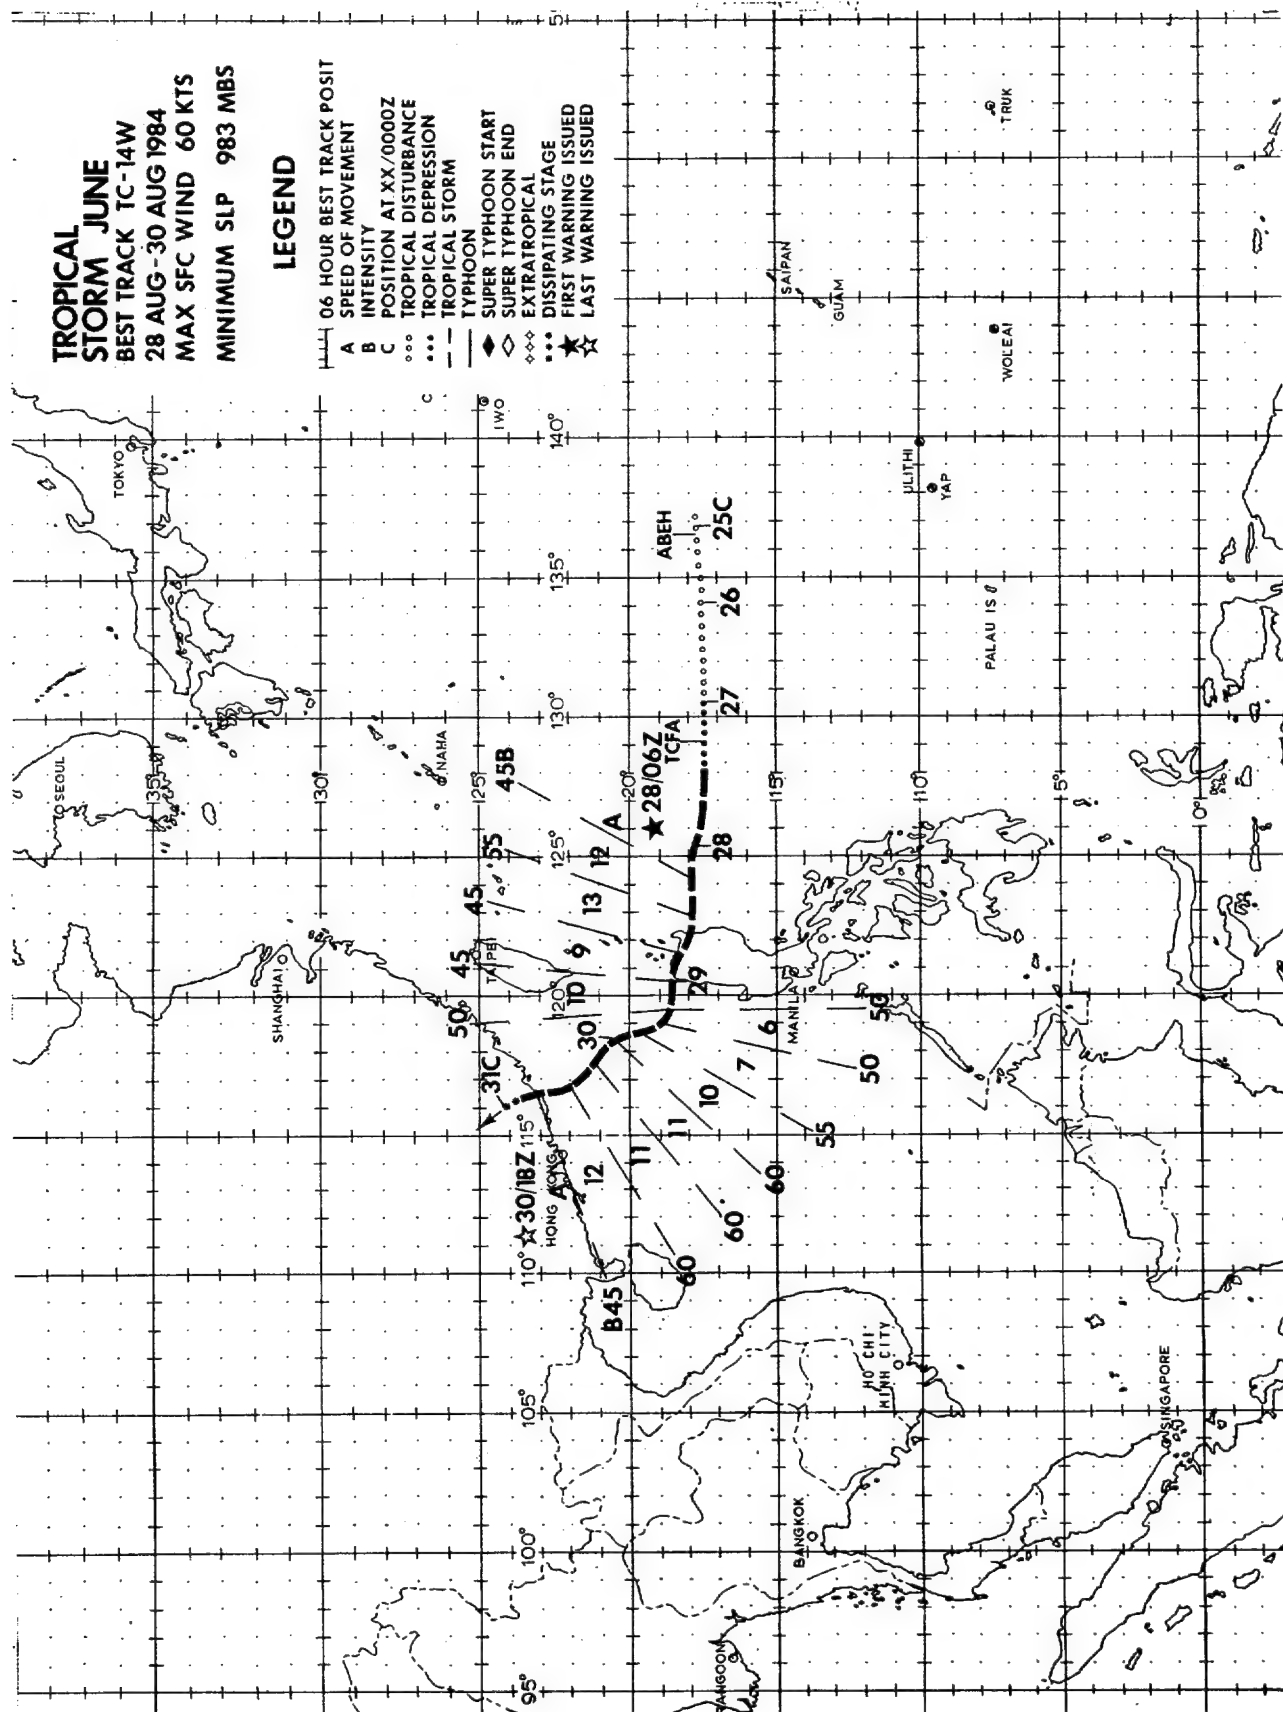 TROPICAL
STORM JUNE
BEST TRACK TC-14W
28 AUG-30 AUG 1984
MAX SFC WIND 60 KTS
MINIMUM SLP 983 MBS
LEGEND
06 HOUR BEST TRACK POSIT
A SPEED OF MOVEMENT
B INTENSITY
C POSITION AT XX/0000Z
TROPICAL DISTURBANCE
TROPICAL DEPRESSION
TROPICAL STORM
TYPHOON
SUPER TYPHOON START
SUPER TYPHOON END
EXTRATROPICAL
DISSIPATING STAGE
FIRST WARNING ISSUED
LAST WARNING ISSUED
SEOUL
TOKYO
35°
SHANGHAI
30°
C
NAHA
IWO
25°
TAIPEI
31C
50
45
45
55
45B
95°
100°
105°
110°
115°
120°
125°
135°
140°
☆30/18Z
HONG KONG
A
12
30
10
9
13
12
A
B45
11
11
10
7
6
20°
★28/06Z
TCFA
ABEH
29
28
27
26
25C
60
60
60
55
50
50
RANGOON
BANGKOK
MANILA
15°
SAIPAN
GUAM
HO CHI
MINH CITY
10°
ULITHI
YAP
PALAU IS
WOLEAI
TRUK
5°
SINGAPORE
0°
130°